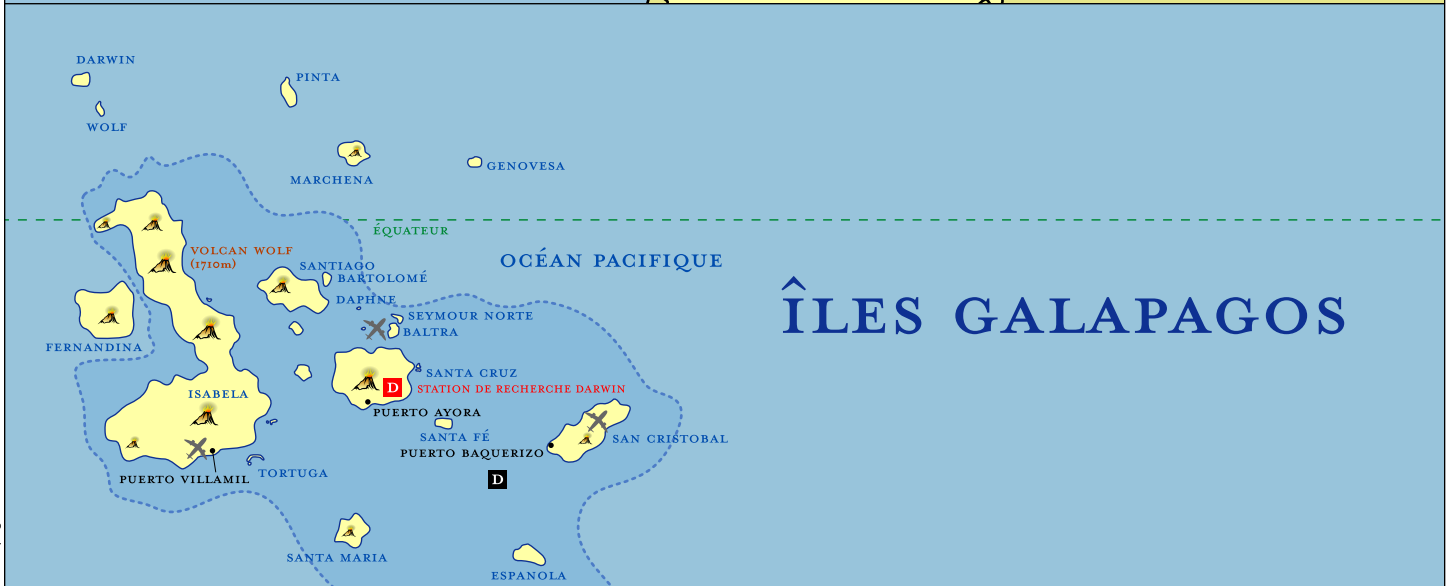 DARWIN
PINTA
WOLF
MARCHENA
GENOVESA
ÉQUATEUR
VOLCAN WOLF
(1710m)
OCÉAN PACIFIQUE
SANTIAGO
BARTOLOMÉ
DAPHNE
ÎLES GALAPAGOS
SEYMOUR NORTE
BALTRA
FERNANDINA
SANTA CRUZ
D STATION DE RECHERCHE DARWIN
ISABELA
PUERTO AYORA
SANTA FÉ
SAN CRISTOBAL
PUERTO BAQUERIZO
TORTUGA
PUERTO VILLAMIL
D
SANTA MARIA
ESPANOLA